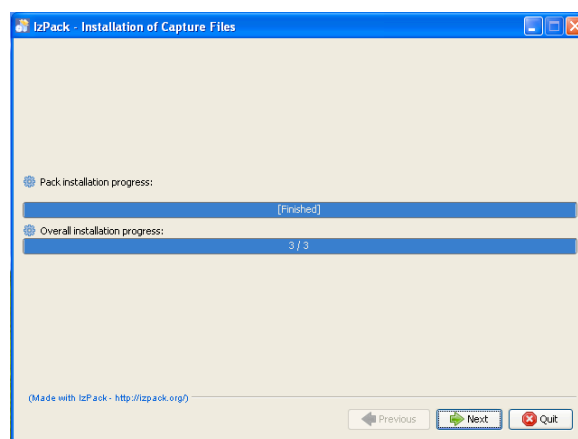 IzPack - Installation of Capture Files
Pack installation progress:
[Finished]
Overall installation progress:
3 / 3
(Made with IzPack - http://izpack.org/)
Previous Next Quit